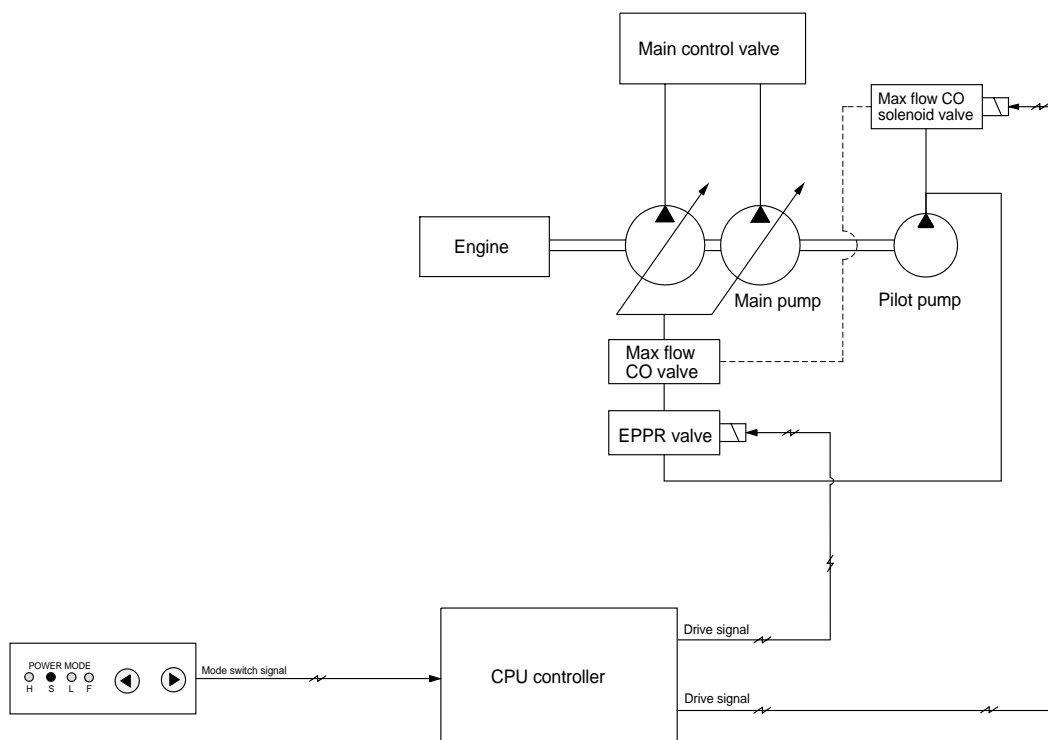 Main control valve
Max flow CO
solenoid valve
Engine
Main pump
Pilot pump
Max flow
CO valve
EPPR valve
POWER MODE
H S L F
Mode switch signal
CPU controller
Drive signal
Drive signal